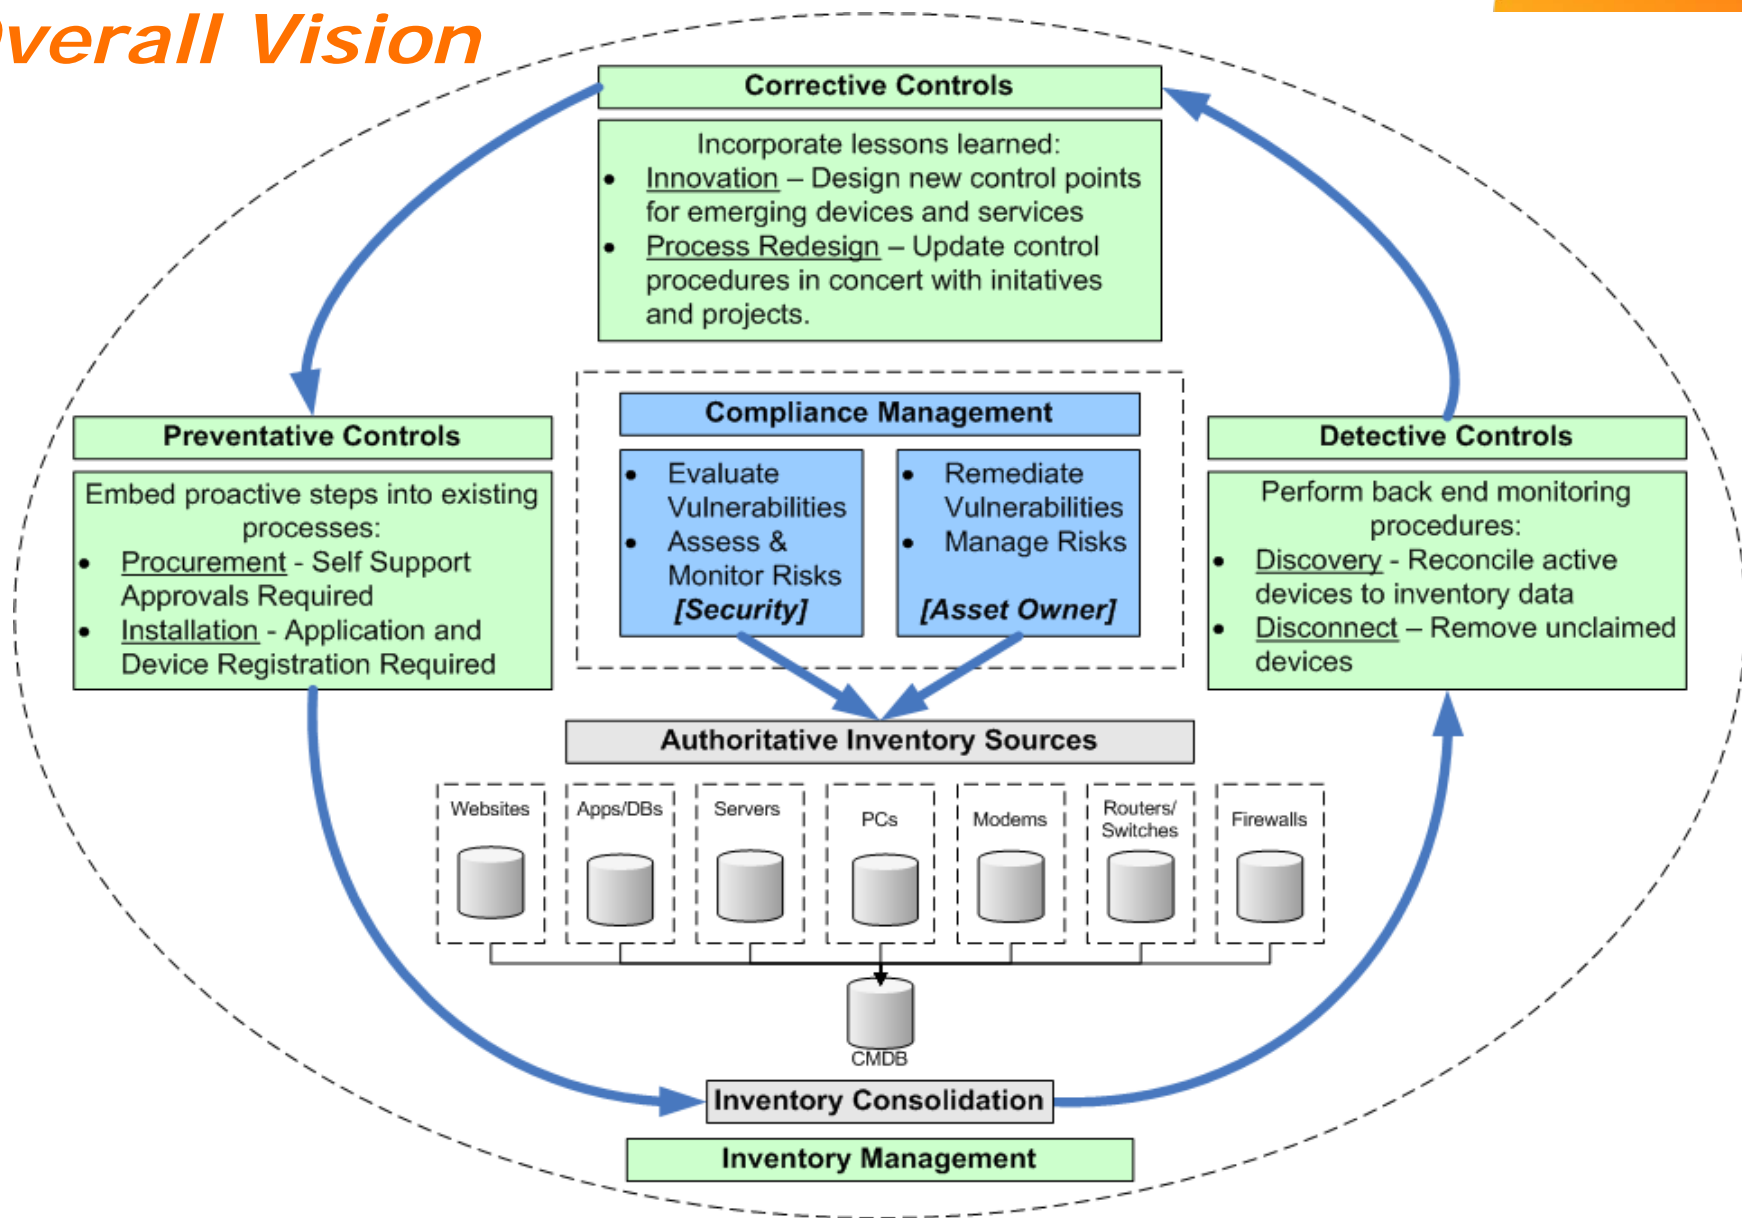 verall Vision
Corrective Controls
Incorporate lessons learned:
• Innovation – Design new control points
for emerging devices and services
• Process Redesign – Update control
procedures in concert with initatives
and projects.
Preventative Controls
Embed proactive steps into existing
processes:
• Procurement - Self Support
Approvals Required
• Installation - Application and
Device Registration Required
Compliance Management
• Evaluate
Vulnerabilities
• Assess &
Monitor Risks
[Security]
• Remediate
Vulnerabilities
• Manage Risks
[Asset Owner]
Detective Controls
Perform back end monitoring
procedures:
• Discovery - Reconcile active
devices to inventory data
• Disconnect – Remove unclaimed
devices
Authoritative Inventory Sources
Websites
Apps/DBs
Servers
PCs
Modems
Routers/
Switches
Firewalls
CMDB
Inventory Consolidation
Inventory Management